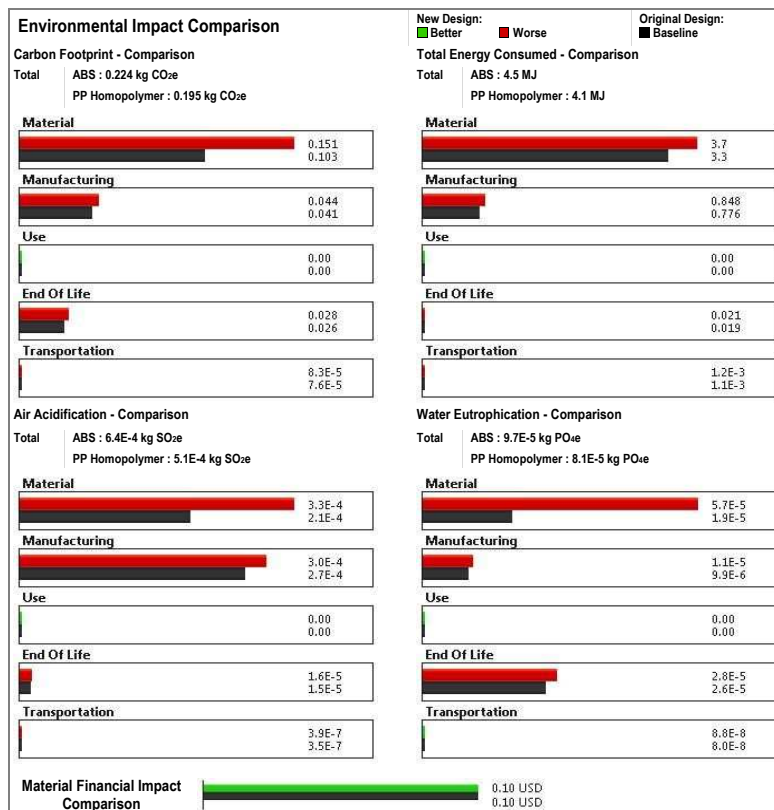 Environmental Impact Comparison
New Design:
Better Worse
Original Design:
Baseline
Carbon Footprint - Comparison
Total ABS : 0.224 kg CO2e
PP Homopolymer : 0.195 kg CO2e
Material
0.151
0.103
Manufacturing
0.044
0.041
Use
0.00
0.00
End Of Life
0.028
0.026
Transportation
8.3E-5
7.6E-5
Total Energy Consumed - Comparison
Total ABS : 4.5 MJ
PP Homopolymer : 4.1 MJ
Material
3.7
3.3
Manufacturing
0.848
0.776
Use
0.00
0.00
End Of Life
0.021
0.019
Transportation
1.2E-3
1.1E-3
Air Acidification - Comparison
Total ABS : 6.4E-4 kg SO2e
PP Homopolymer : 5.1E-4 kg SO2e
Material
3.3E-4
2.1E-4
Manufacturing
3.0E-4
2.7E-4
Use
0.00
0.00
End Of Life
1.6E-5
1.5E-5
Transportation
3.9E-7
3.5E-7
Water Eutrophication - Comparison
Total ABS : 9.7E-5 kg PO4e
PP Homopolymer : 8.1E-5 kg PO4e
Material
5.7E-5
1.9E-5
Manufacturing
1.1E-5
9.9E-6
Use
0.00
0.00
End Of Life
2.8E-5
2.6E-5
Transportation
8.8E-8
8.0E-8
Material Financial Impact
Comparison
0.10 USD
0.10 USD